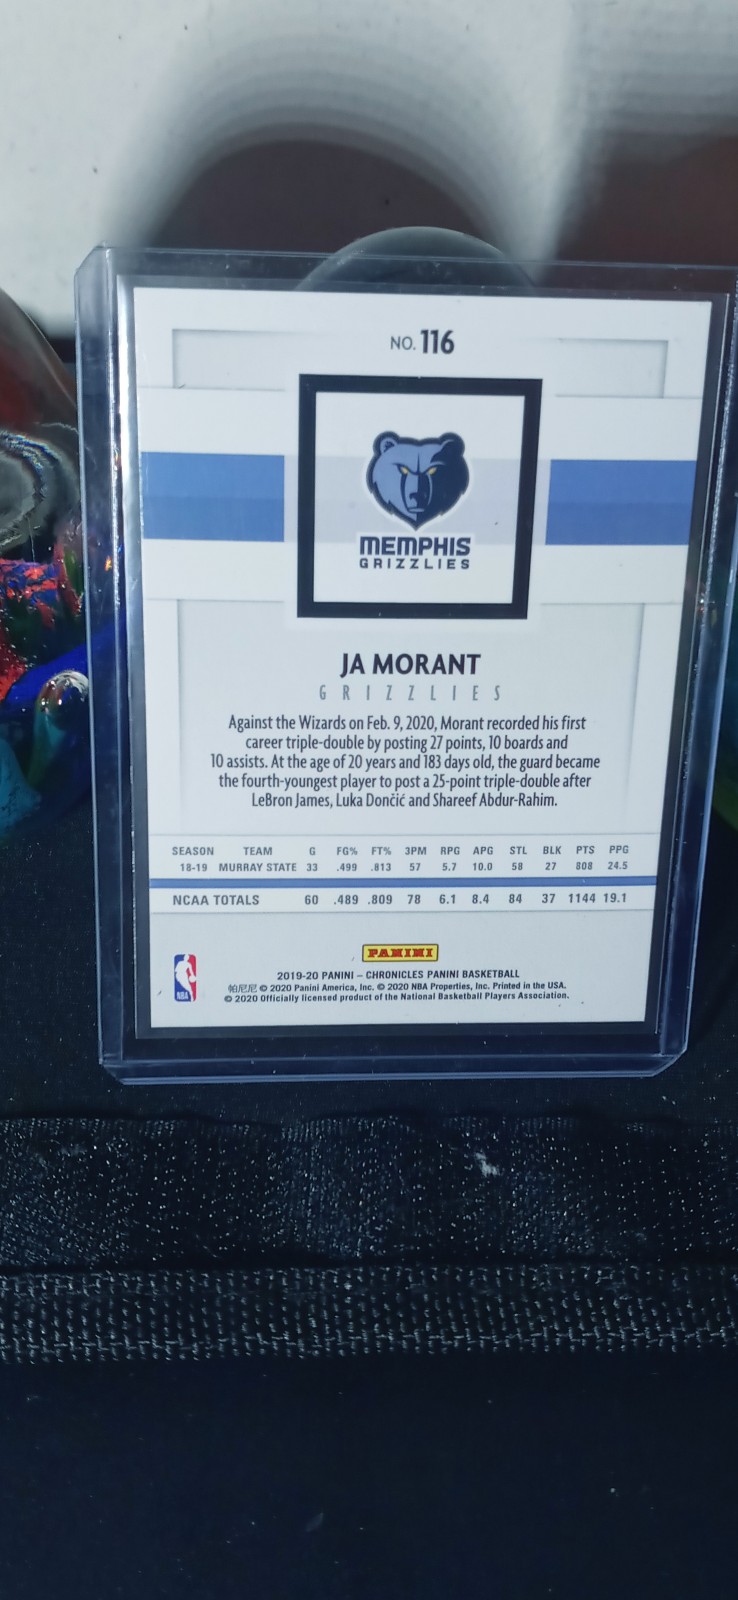 NO. 116
MEMPHIS
GRIZZLIES
JA MORANT
GRIZZLIES
Against the Wizards on Feb. 9, 2020, Morant recorded his first
career triple-double by posting 27 points, 10 boards and
10 assists. At the age of 20 years and 183 days old, the guard became
the fourth-youngest player to post a 25-point triple-double after
LeBron James, Luka Dončić and Shareef Abdur-Rahim.
SEASON TEAM G FG% FT% 3PM RPG APG STL BLK PTS PPG
18-19 MURRAY STATE 33 .499 .813 57 5.7 10.0 58 27 808 24.5
NCAA TOTALS 60 .489 .809 78 6.1 8.4 84 37 1144 19.1
PANINI
NBA
2019-20 PANINI – CHRONICLES PANINI BASKETBALL
帕尼尼 © 2020 Panini America, Inc. © 2020 NBA Properties, Inc. Printed in the USA.
© 2020 Officially licensed product of the National Basketball Players Association.